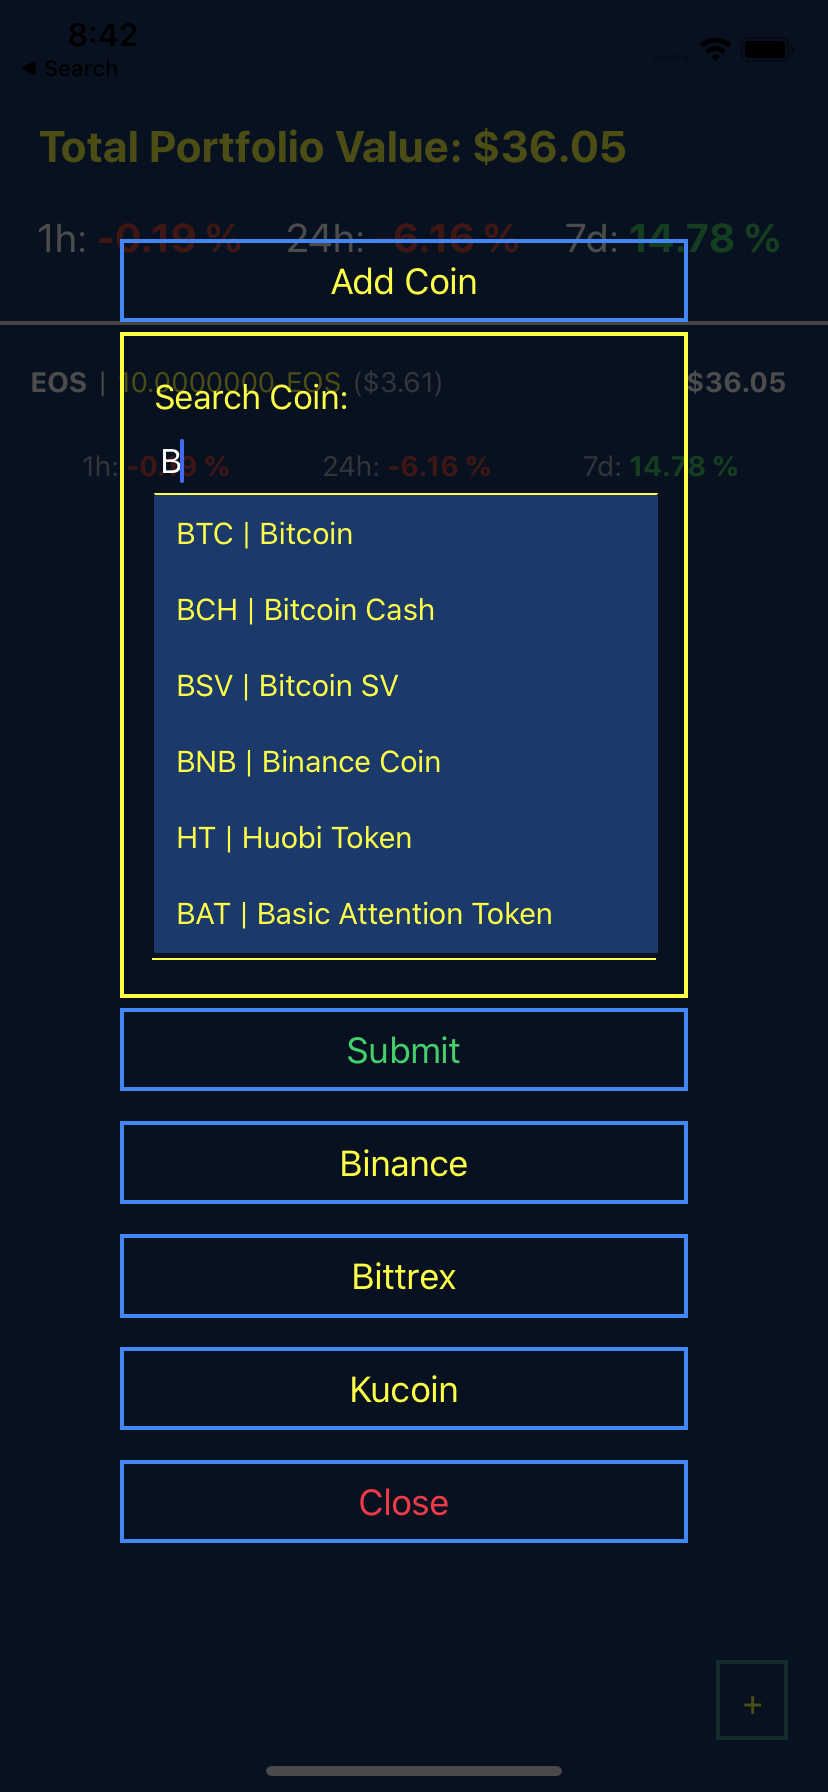 8:42
◀ Search
Total Portfolio Value: $36.05
1h: -0.19 % 24h: -6.16 % 7d: 14.78 %
Add Coin
EOS | 10.0000000 EOS ($3.61) $36.05
Search Coin:
1h: -0.19 % 24h: -6.16 % 7d: 14.78 %
B
BTC | Bitcoin
BCH | Bitcoin Cash
BSV | Bitcoin SV
BNB | Binance Coin
HT | Huobi Token
BAT | Basic Attention Token
Submit
Binance
Bittrex
Kucoin
Close
+